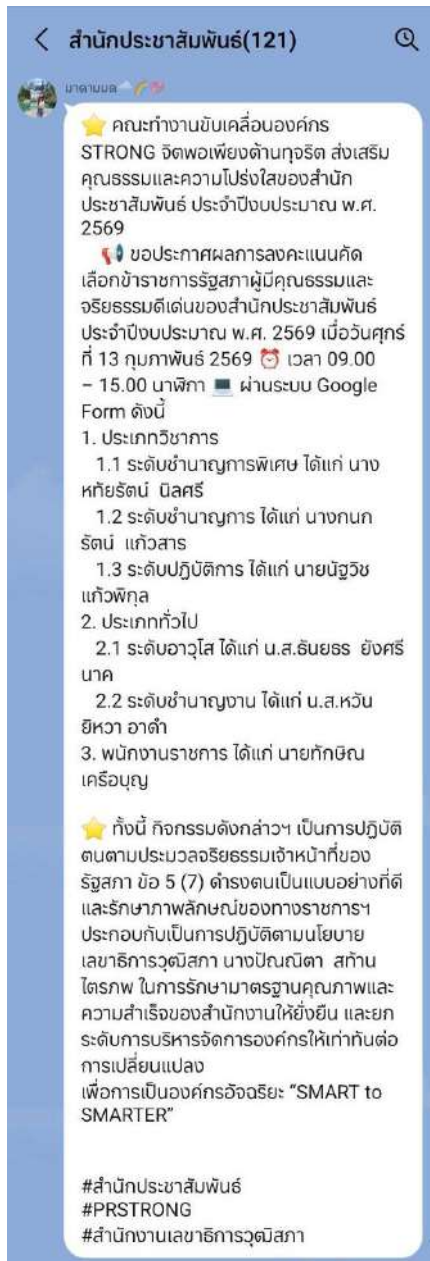 สำนักประชาสัมพันธ์(121)
มาดามมด
⭐ คณะทำงานขับเคลื่อนองค์กร
STRONG จิตพอเพียงต้านทุจริต ส่งเสริม
คุณธรรมและความโปร่งใสของสำนัก
ประชาสัมพันธ์ ประจำปีงบประมาณ พ.ศ.
2569
📢 ขอประกาศผลการลงคะแนนคัด
เลือกข้าราชการรัฐสภาผู้มีคุณธรรมและ
จริยธรรมดีเด่นของสำนักประชาสัมพันธ์
ประจำปีงบประมาณ พ.ศ. 2569 เมื่อวันศุกร์
ที่ 13 กุมภาพันธ์ 2569 ⏰ เวลา 09.00
– 15.00 นาฬิกา 💻 ผ่านระบบ Google
Form ดังนี้
1. ประเภทวิชาการ
1.1 ระดับชำนาญการพิเศษ ได้แก่ นาง
หทัยรัตน์ นิลศรี
1.2 ระดับชำนาญการ ได้แก่ นางกนก
รัตน์ แก้วสาร
1.3 ระดับปฏิบัติการ ได้แก่ นายนัฐวิช
แก้วพิกุล
2. ประเภททั่วไป
2.1 ระดับอาวุโส ได้แก่ น.ส.ธันยธร ยังศรี
นาค
2.2 ระดับชำนาญงาน ได้แก่ น.ส.หวัน
ยิหวา อาดำ
3. พนักงานราชการ ได้แก่ นายทักษิณ
เครือบุญ
⭐ ทั้งนี้ กิจกรรมดังกล่าวฯ เป็นการปฏิบัติ
ตนตามประมวลจริยธรรมเจ้าหน้าที่ของ
รัฐสภา ข้อ 5 (7) ดำรงตนเป็นแบบอย่างที่ดี
และรักษาภาพลักษณ์ของทางราชการฯ
ประกอบกับเป็นการปฏิบัติตามนโยบาย
เลขาธิการวุฒิสภา นางปัณณิตา สท้าน
ไตรภพ ในการรักษามาตรฐานคุณภาพและ
ความสำเร็จของสำนักงานให้ยั่งยืน และยก
ระดับการบริหารจัดการองค์กรให้เท่าทันต่อ
การเปลี่ยนแปลง
เพื่อการเป็นองค์กรอัจฉริยะ “SMART to
SMARTER”
#สำนักประชาสัมพันธ์
#PRSTRONG
#สำนักงานเลขาธิการวุฒิสภา